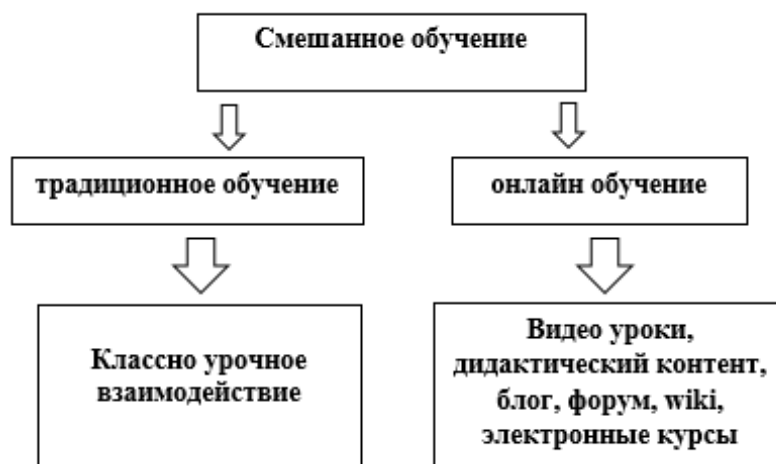 Смешанное обучение
традиционное обучение
онлайн обучение
Классно урочное
взаимодействие
Видео уроки,
дидактический контент,
блог, форум, wiki,
электронные курсы